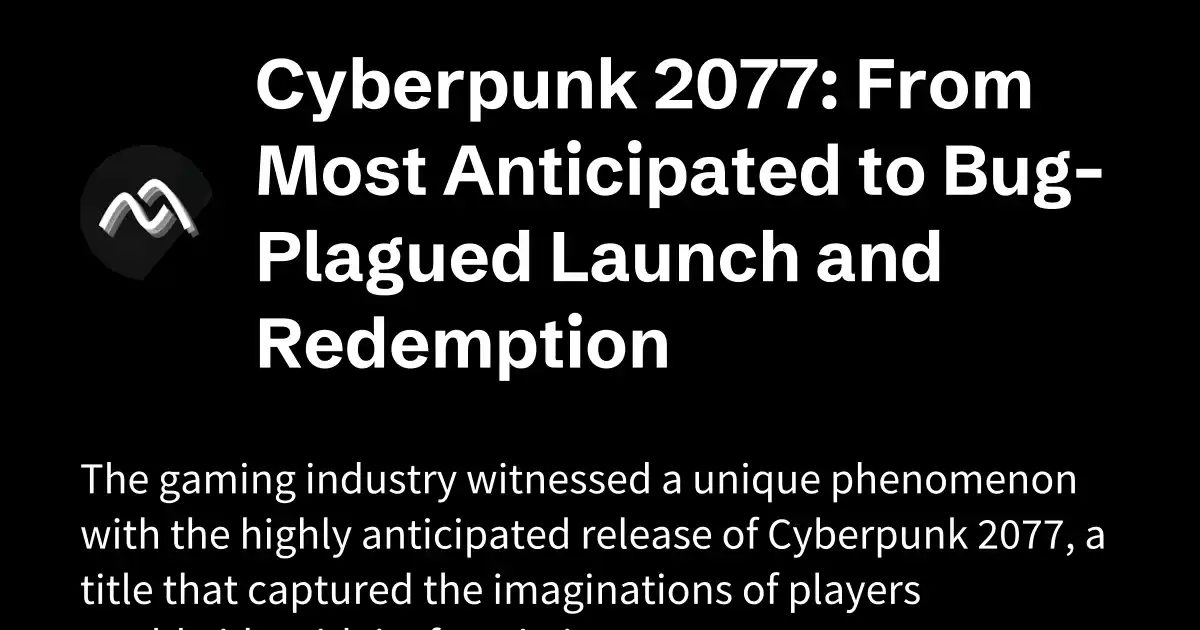 Cyberpunk 2077: From
Most Anticipated to Bug-
Plagued Launch and
Redemption
The gaming industry witnessed a unique phenomenon
with the highly anticipated release of Cyberpunk 2077, a
title that captured the imaginations of players